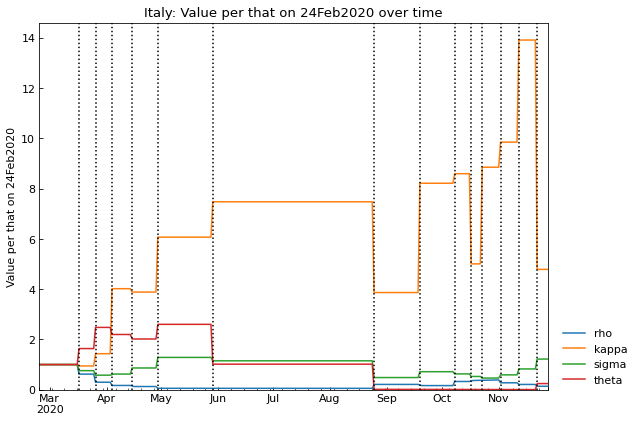 Italy: Value per that on 24Feb2020 over time
Value per that on 24Feb2020
14
12
10
8
6
4
2
0
Mar Apr May Jun Jul Aug Sep Oct Nov
2020
rho
kappa
sigma
theta